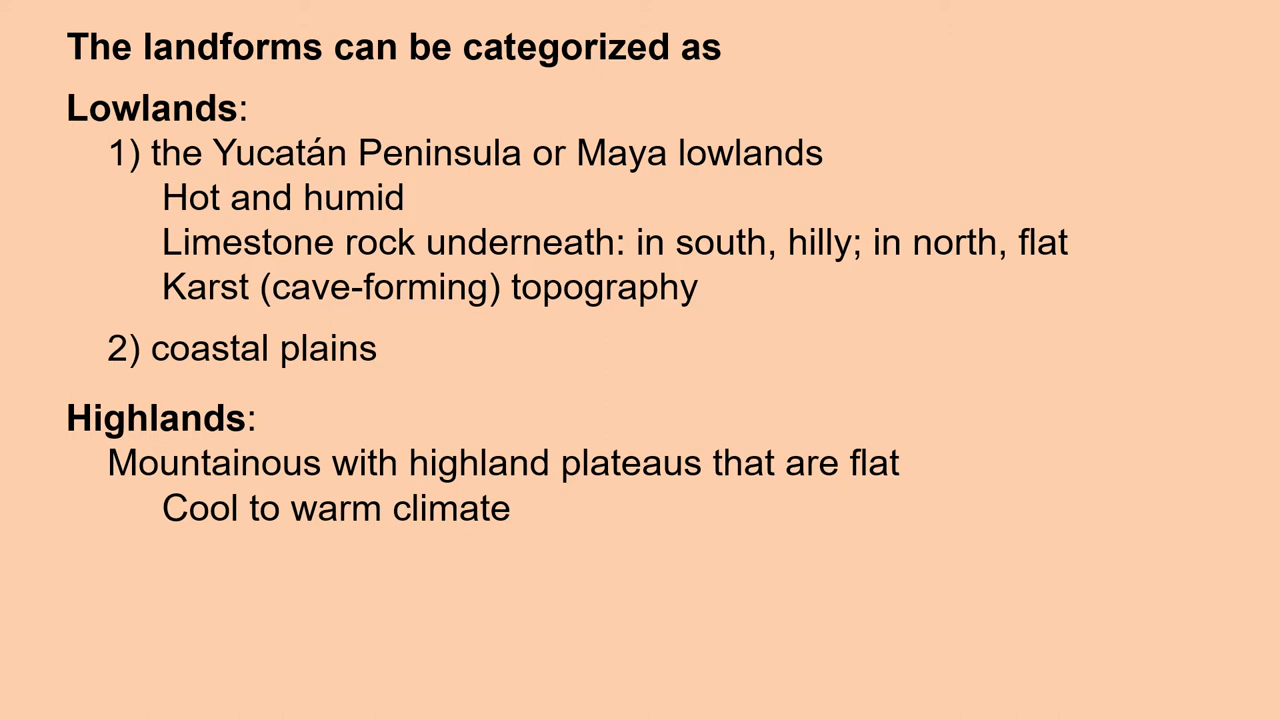 The landforms can be categorized as
Lowlands:
1) the Yucatán Peninsula or Maya lowlands
Hot and humid
Limestone rock underneath: in south, hilly; in north, flat
Karst (cave-forming) topography
2) coastal plains
Highlands:
Mountainous with highland plateaus that are flat
Cool to warm climate